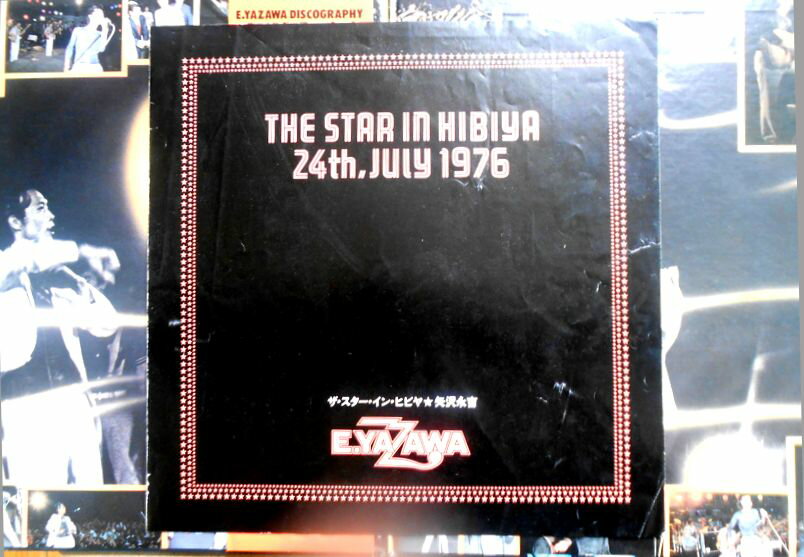 E.YAZAWA DISCOGRAPHY
THE STAR IN HIBIYA
24th, JULY 1976
ザ・スター・イン・ヒビヤ★矢沢永吉
E.YAZAWA